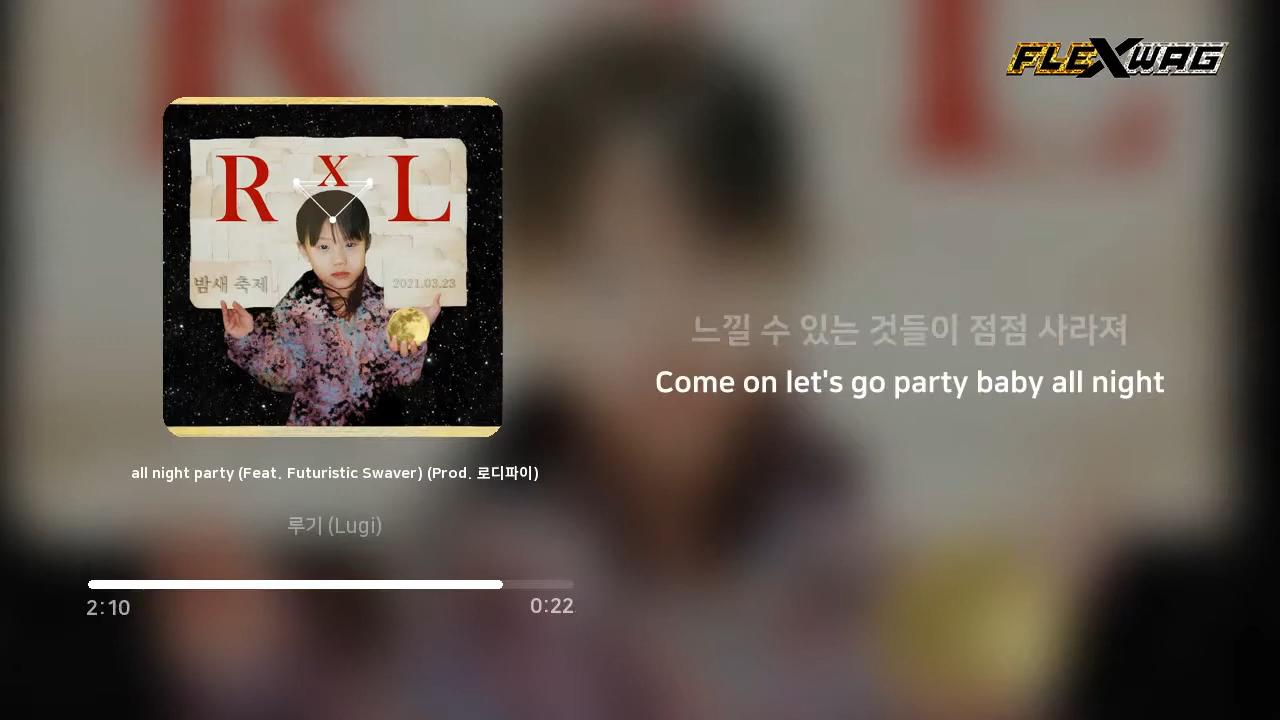 FLEXWAG
R X L
밤새 축제
2021.03.23
느낄 수 있는 것들이 점점 사라져
Come on let's go party baby all night
all night party (Feat. Futuristic Swaver) (Prod. 로디파이)
루기 (Lugi)
2:10
0:22